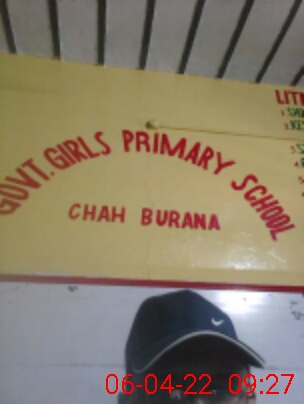 GOVT. GIRLS PRIMARY SCHOOL
CHAH BURANA
06-04-22 09:27